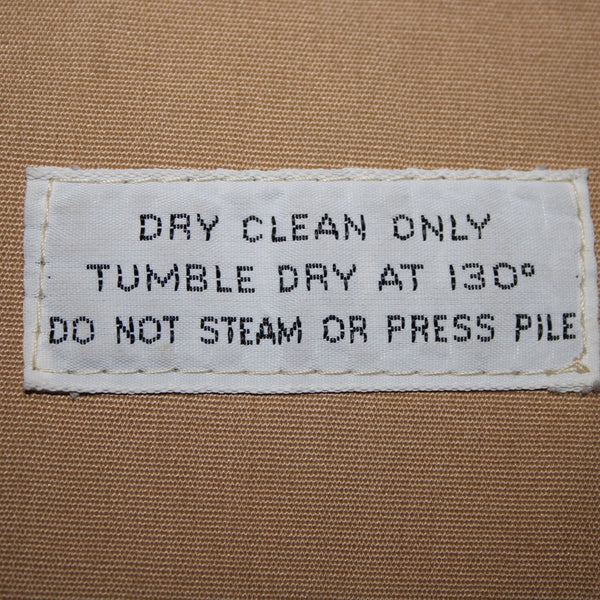 DRY CLEAN ONLY
TUMBLE DRY AT 130°
DO NOT STEAM OR PRESS PILE